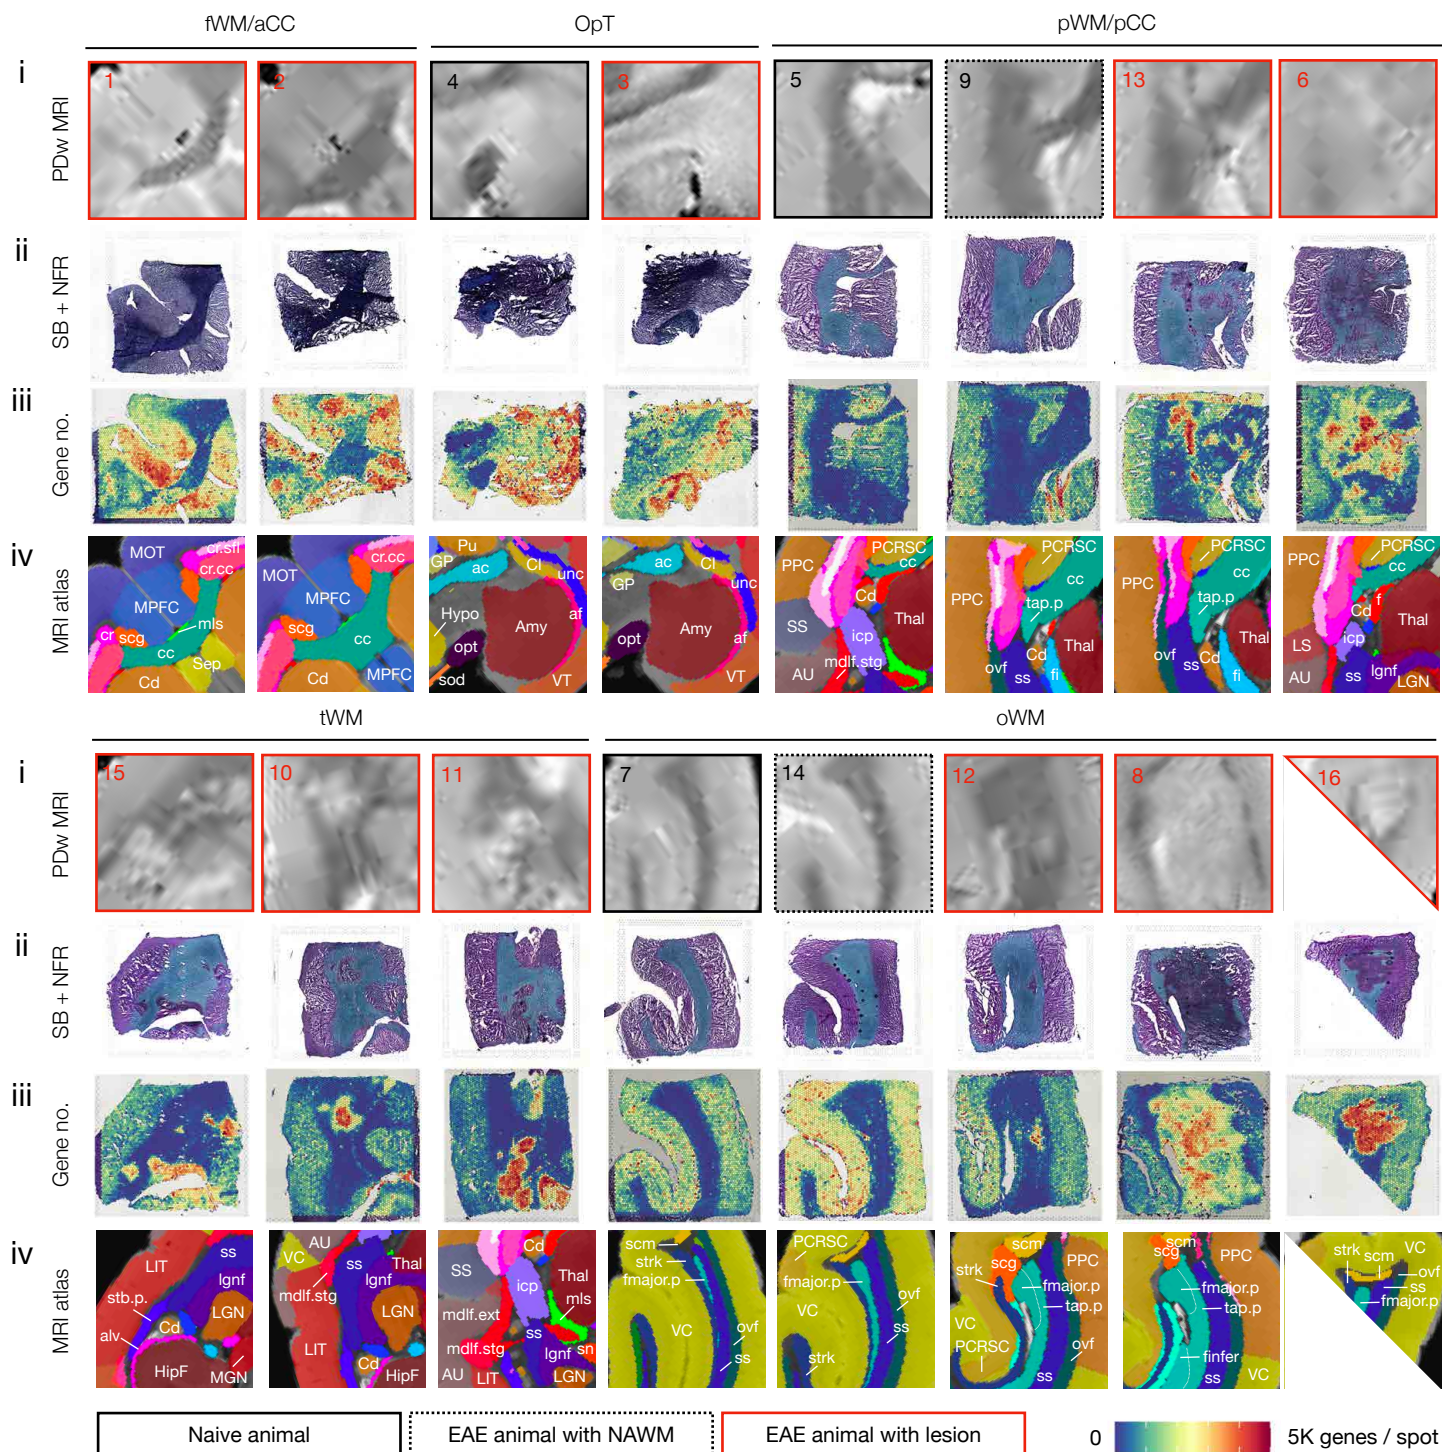 fWM/aCC OpT pWM/pCC
i
PDw MRI
1 2 4 3 5 9 13 6
ii
SB + NFR
iii
Gene no.
iv
MRI atlas
MOT cr.sfl cr.cc MPFC cr scg mls cc Sep Cd
MOT cr.cc MPFC scg cc Cd MPFC
Pu GP ac Cl unc Hypo Amy af opt sod VT
ac Cl GP unc Amy af opt VT
PPC PCRSC cc Cd Thal SS icp mdlf.stg AU
PCRSC cc PPC tap.p Thal ovf Cd ss fi
PCRSC cc PPC tap.p Thal ovf Cd ss fi
PPC PCRSC cc f Cd Thal LS icp lgnf AU ss LGN
tWM oWM
i
PDw MRI
15 10 11 7 14 12 8 16
ii
SB + NFR
iii
Gene no.
iv
MRI atlas
LIT ss lgnf stb.p. LGN Cd alv HipF MGN
AU VC ss Thal lgnf mdlf.stg LGN LIT Cd HipF
Cd SS icp Thal mls mdlf.ext ss mdlf.stg lgnf sn AU LIT LGN
scm strk fmajor.p VC ovf ss
PCRSC fmajor.p VC ovf ss strk
scm scg PPC strk fmajor.p tap.p VC PCRSC ovf ss
scm scg PPC fmajor.p tap.p finfer ss VC
strk scm VC ovf ss fmajor.p
Naive animal EAE animal with NAWM EAE animal with lesion 0 5K genes / spot